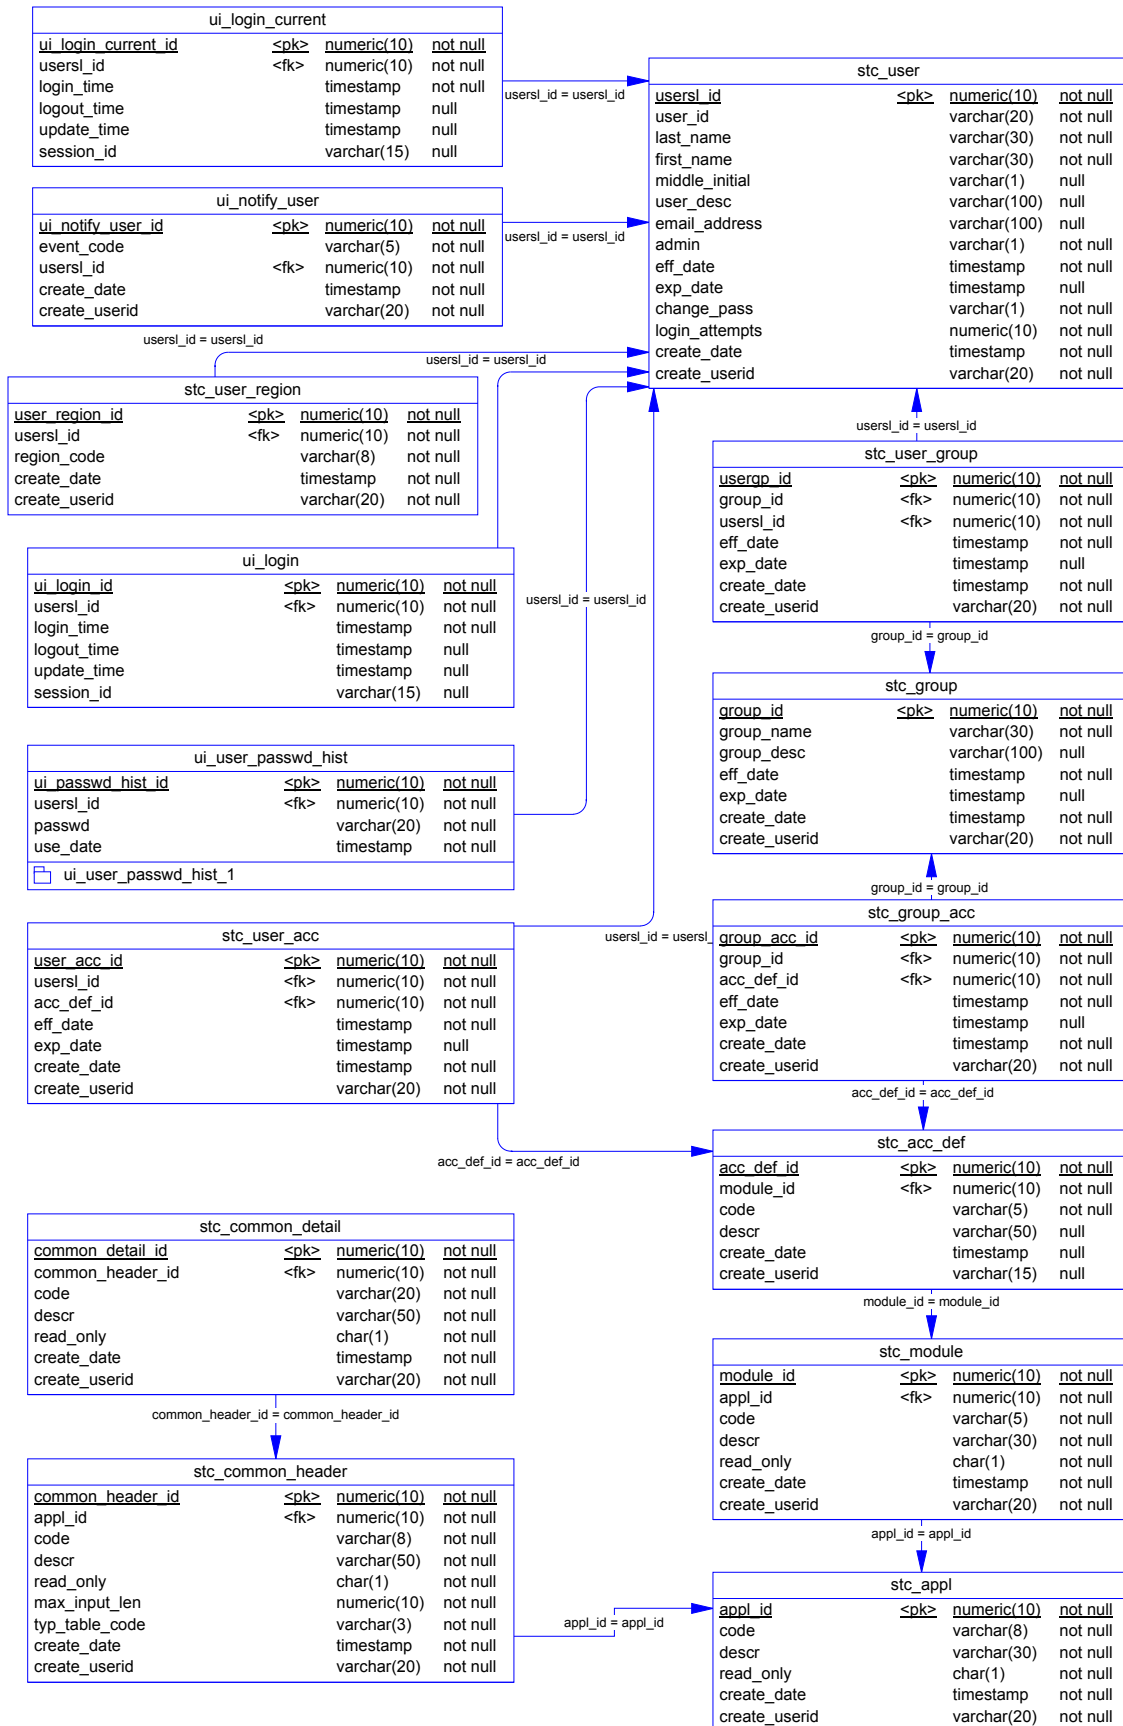 ui_login_current
ui_login_current_id <pk> numeric(10) not null
usersl_id <fk> numeric(10) not null
login_time timestamp not null
logout_time timestamp null
update_time timestamp null
session_id varchar(15) null
usersl_id = usersl_id
ui_notify_user
ui_notify_user_id <pk> numeric(10) not null
event_code varchar(5) not null
usersl_id <fk> numeric(10) not null
create_date timestamp not null
create_userid varchar(20) not null
usersl_id = usersl_id
stc_user
usersl_id <pk> numeric(10) not null
user_id varchar(20) not null
last_name varchar(30) not null
first_name varchar(30) not null
middle_initial varchar(1) null
user_desc varchar(100) null
email_address varchar(100) null
admin varchar(1) not null
eff_date timestamp not null
exp_date timestamp null
change_pass varchar(1) not null
login_attempts numeric(10) not null
create_date timestamp not null
create_userid varchar(20) not null
usersl_id = usersl_id
usersl_id = usersl_id
stc_user_region
user_region_id <pk> numeric(10) not null
usersl_id <fk> numeric(10) not null
region_code varchar(8) not null
create_date timestamp not null
create_userid varchar(20) not null
usersl_id = usersl_id
stc_user_group
usergp_id <pk> numeric(10) not null
group_id <fk> numeric(10) not null
usersl_id <fk> numeric(10) not null
eff_date timestamp not null
exp_date timestamp null
create_date timestamp not null
create_userid varchar(20) not null
group_id = group_id
ui_login
ui_login_id <pk> numeric(10) not null
usersl_id <fk> numeric(10) not null
login_time timestamp not null
logout_time timestamp null
update_time timestamp null
session_id varchar(15) null
usersl_id = usersl_id
stc_group
group_id <pk> numeric(10) not null
group_name varchar(30) not null
group_desc varchar(100) null
eff_date timestamp not null
exp_date timestamp null
create_date timestamp not null
create_userid varchar(20) not null
group_id = group_id
ui_user_passwd_hist
ui_passwd_hist_id <pk> numeric(10) not null
usersl_id <fk> numeric(10) not null
passwd varchar(20) not null
use_date timestamp not null
ui_user_passwd_hist_1
stc_user_acc
user_acc_id <pk> numeric(10) not null
usersl_id <fk> numeric(10) not null
acc_def_id <fk> numeric(10) not null
eff_date timestamp not null
exp_date timestamp null
create_date timestamp not null
create_userid varchar(20) not null
usersl_id = usersl_
stc_group_acc
group_acc_id <pk> numeric(10) not null
group_id <fk> numeric(10) not null
acc_def_id <fk> numeric(10) not null
eff_date timestamp not null
exp_date timestamp null
create_date timestamp not null
create_userid varchar(20) not null
acc_def_id = acc_def_id
acc_def_id = acc_def_id
stc_acc_def
acc_def_id <pk> numeric(10) not null
module_id <fk> numeric(10) not null
code varchar(5) not null
descr varchar(50) null
create_date timestamp null
create_userid varchar(15) null
module_id = module_id
stc_common_detail
common_detail_id <pk> numeric(10) not null
common_header_id <fk> numeric(10) not null
code varchar(20) not null
descr varchar(50) not null
read_only char(1) not null
create_date timestamp not null
create_userid varchar(20) not null
common_header_id = common_header_id
stc_module
module_id <pk> numeric(10) not null
appl_id <fk> numeric(10) not null
code varchar(5) not null
descr varchar(30) not null
read_only char(1) not null
create_date timestamp not null
create_userid varchar(20) not null
appl_id = appl_id
stc_common_header
common_header_id <pk> numeric(10) not null
appl_id <fk> numeric(10) not null
code varchar(8) not null
descr varchar(50) not null
read_only char(1) not null
max_input_len numeric(10) not null
typ_table_code varchar(3) not null
create_date timestamp not null
create_userid varchar(20) not null
appl_id = appl_id
stc_appl
appl_id <pk> numeric(10) not null
code varchar(8) not null
descr varchar(30) not null
read_only char(1) not null
create_date timestamp not null
create_userid varchar(20) not null